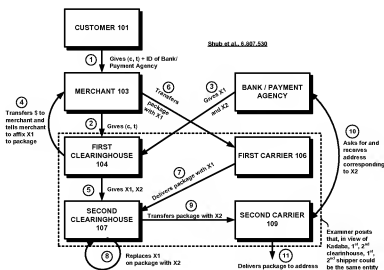 CUSTOMER 101
1
Gives (c, t) + ID of Bank/
Payment Agency
Shub et al., 6,807,530
MERCHANT 103
BANK / PAYMENT
AGENCY
4
Transfers 5 to
merchant and
tells merchant
to affix X1
to package
6
Transfers
package
with X1
3
Gives X1
and X2
2
Gives (c, t)
FIRST
CLEARINGHOUSE
104
FIRST CARRIER 106
10
Asks for and
receives
address
corresponding
to X2
5
Gives X1, X2
7
Delivers package with X1
SECOND
CLEARINGHOUSE
107
9
Transfers package with X2
SECOND CARRIER
109
8
Replaces X1
on package with X2
11
Delivers package to address
Examiner posits
that, in view of
Kadaba, 1st, 2nd
clearinhouse, 1st,
2nd shipper could
be the same entity